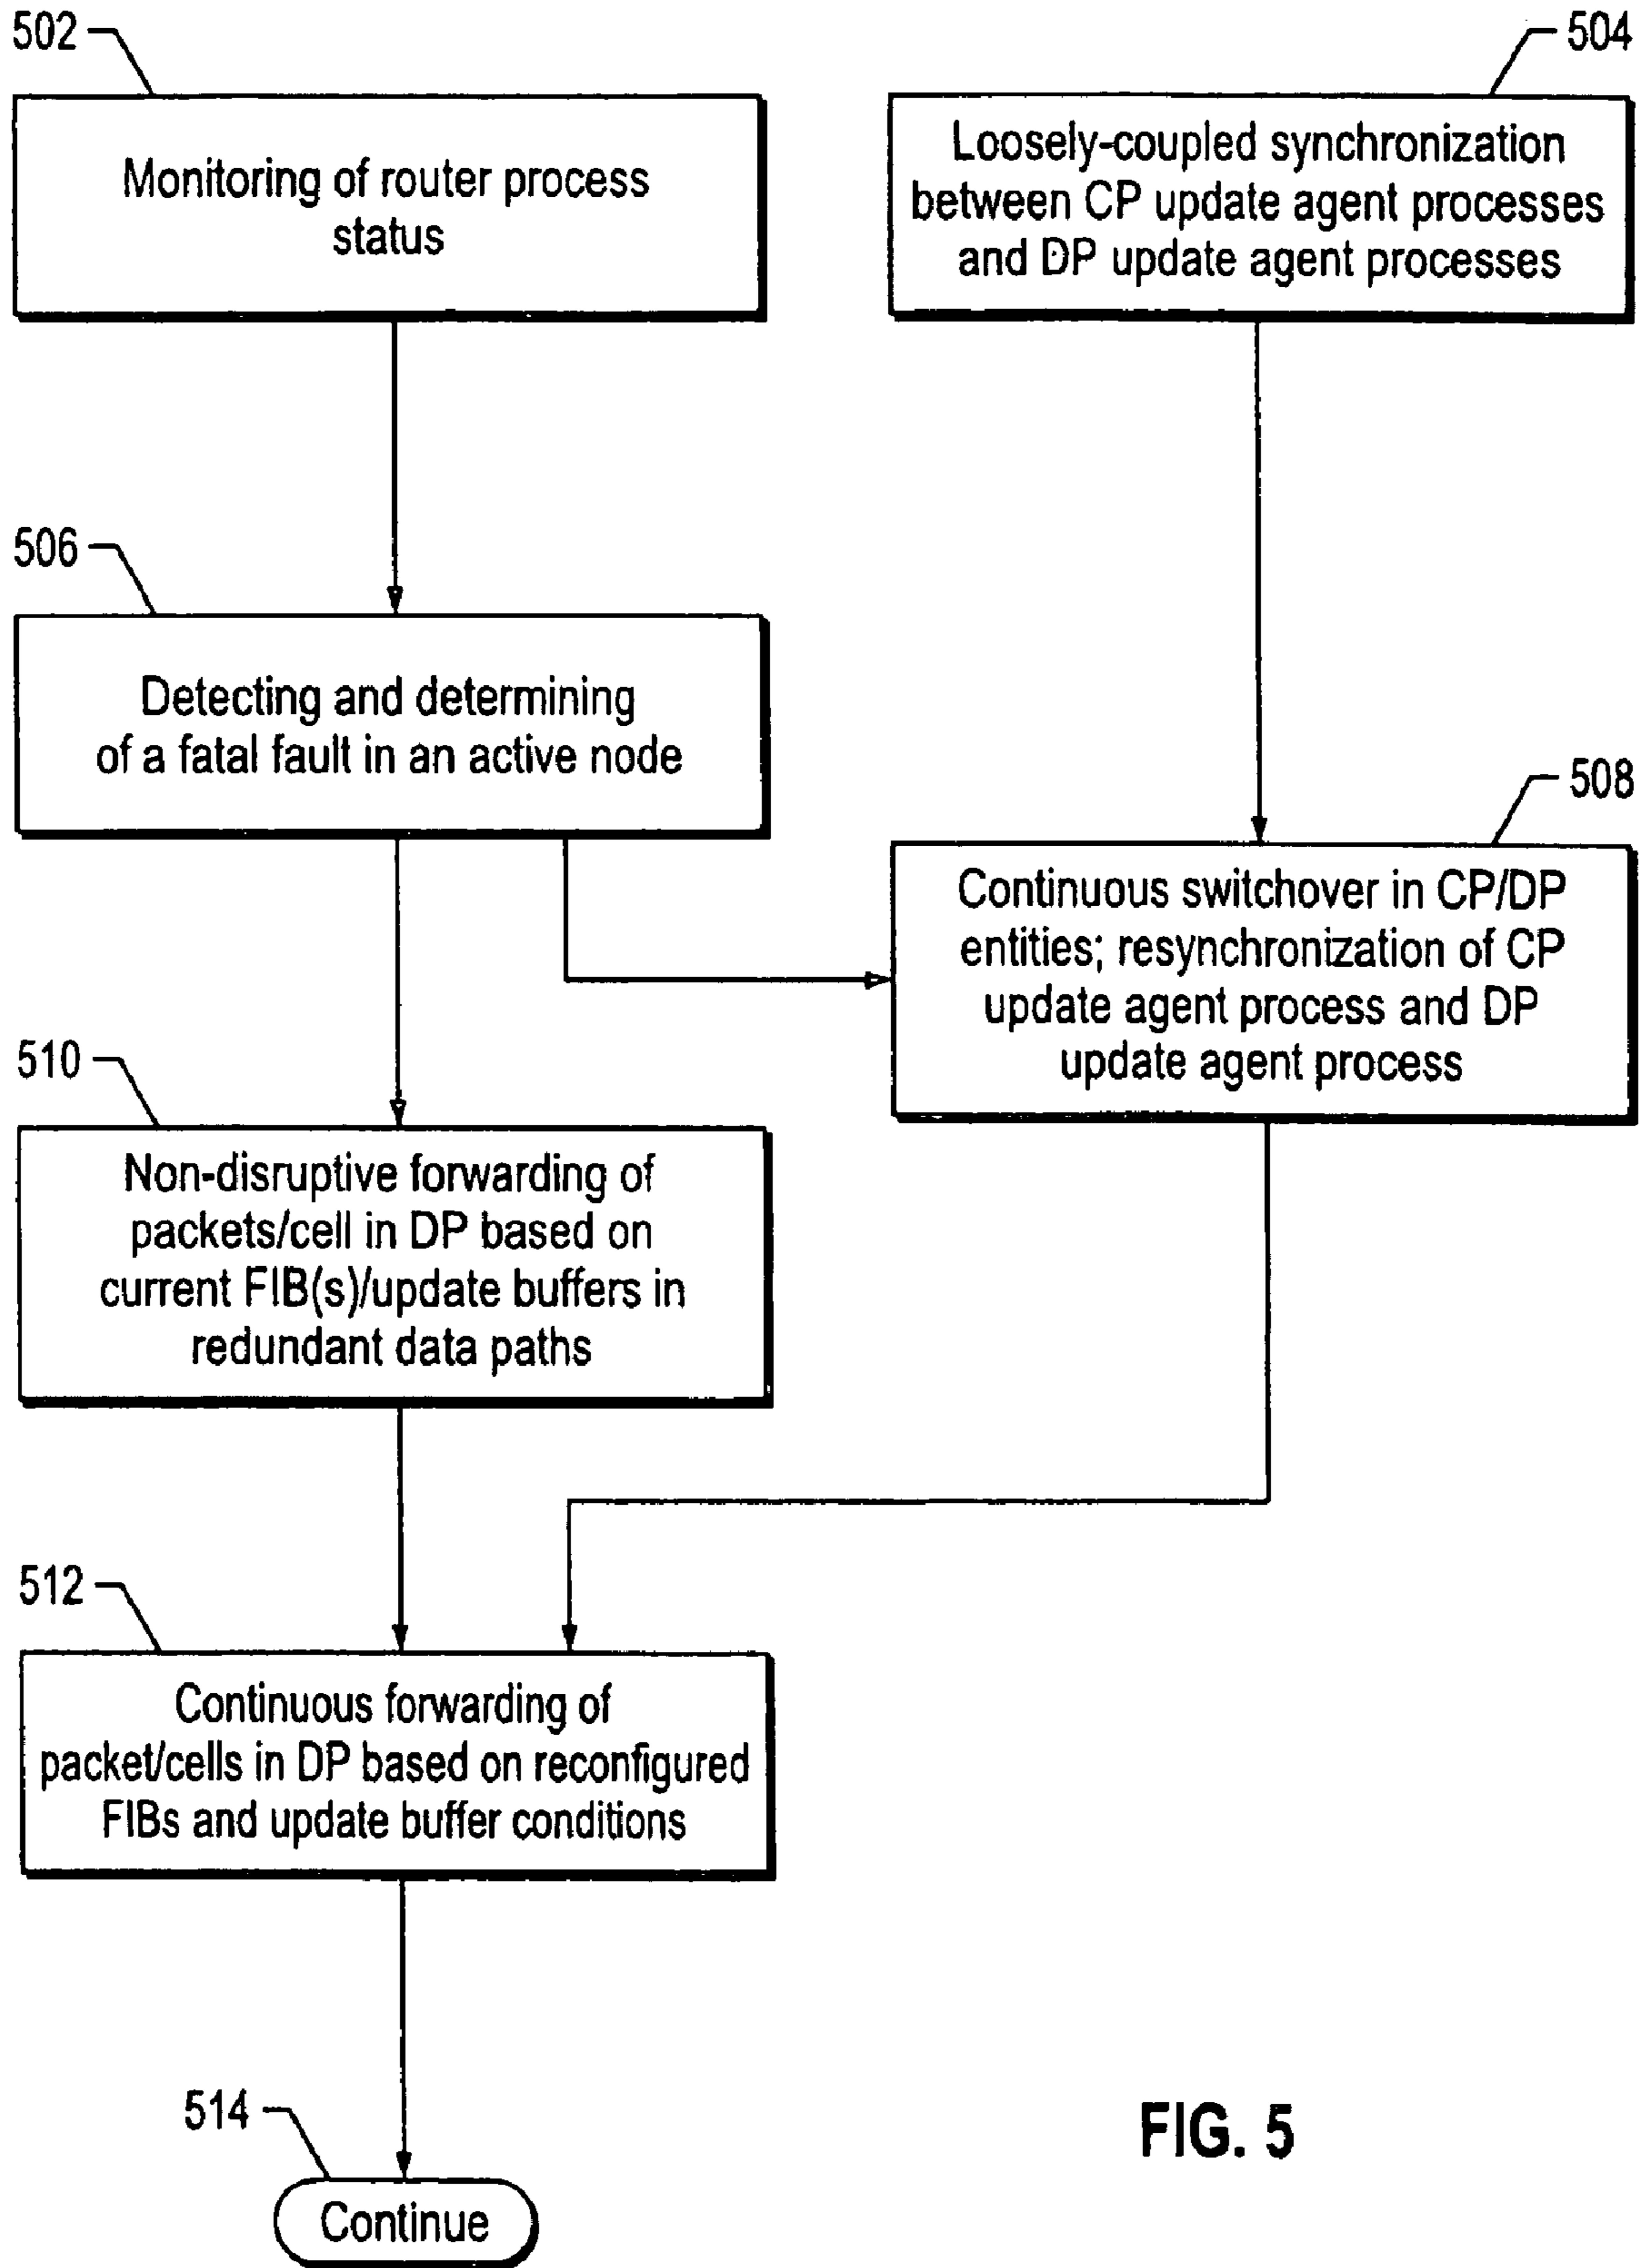 502
Monitoring of router process
status
504
Loosely-coupled synchronization
between CP update agent processes
and DP update agent processes
506
Detecting and determining
of a fatal fault in an active node
508
Continuous switchover in CP/DP
entities; resynchronization of CP
update agent process and DP
update agent process
510
Non-disruptive forwarding of
packets/cell in DP based on
current FIB(s)/update buffers in
redundant data paths
512
Continuous forwarding of
packet/cells in DP based on reconfigured
FIBs and update buffer conditions
514
Continue
FIG. 5